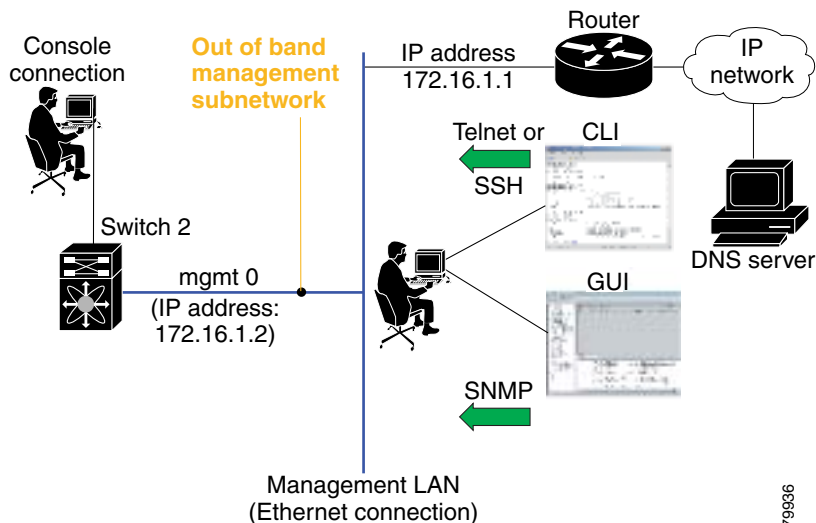 Console
connection
Out of band
management
subnetwork
IP address
172.16.1.1
Router
IP
network
Telnet or
SSH
CLI
Switch 2
DNS server
mgmt 0
(IP address:
172.16.1.2)
GUI
SNMP
Management LAN
(Ethernet connection)
79936